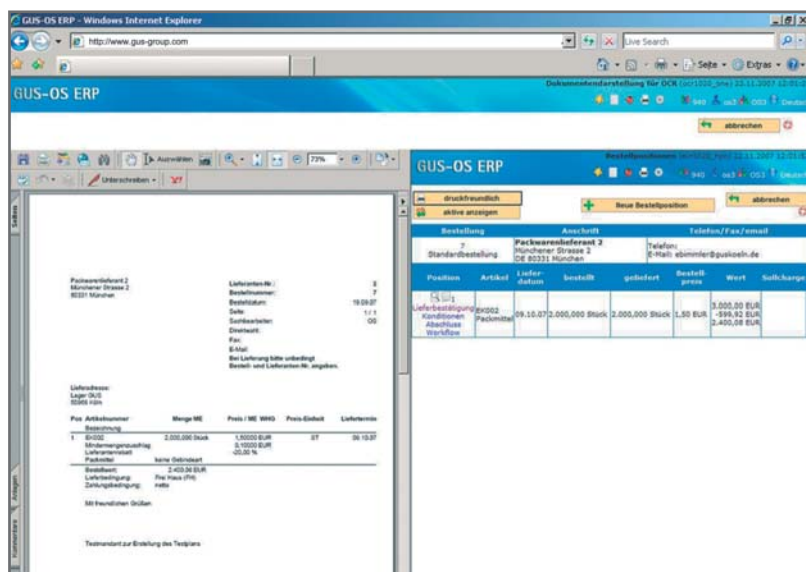 GUS-OS ERP - Windows Internet Explorer
http://www.gus-group.com
Live Search
Seite
Extras
Dokumentendarstellung für OCR
GUS-OS ERP
abbrechen
Auswählen
73%
Unterschreiben
Seiten
Anlagen
Kommentare
Packwarenlieferant 2
Münchener Strasse 2
80331 München
Lieferanten-Nr.: 3
Bestellnummer: 7
Bestelldatum: 19.09.07
Seite: 1 / 1
Sachbearbeiter: OS
Direktwahl:
Fax:
E-Mail:
Bei Lieferung bitte unbedingt
Bestell- und Lieferanten-Nr. angeben.
Lieferadresse:
Lager GUS
Köln
Pos Artikelnummer Menge ME Preis / ME WHG Preis-Einheit Liefertermin
Bezeichnung
1 EK002 2.000,000 Stück 1,50000 EUR ST 09.10.07
Mindermengenzuschlag 0,10000 EUR
Lieferantenrabatt -20,00 %
Packmittel keine Gebindeart
Bestellwert: 2.400,08 EUR
Lieferbedingung: Frei Haus (FH)
Zahlungsbedingung: netto
Mit freundlichen Grüßen
Testmandant zur Erstellung des Testplans
GUS-OS ERP
Bestellpositionen
druckfreundlich
aktive anzeigen
Neue Bestellposition
abbrechen
Bestellung Anschrift Telefon/Fax/email
7
Standardbestellung
Packwarenlieferant 2
Münchener Strasse 2
DE 80331 München
Telefon:
E-Mail: ebimmler@guskoeln.de
Position Artikel Liefer-datum bestellt geliefert Bestell-preis Wert Sollcharge
1
Lieferbestätigung
Konditionen
Abschluss
Workflow
EK002
Packmittel
09.10.07 2.000,000 Stück 2.000,000 Stück 1,50 EUR
3.000,00 EUR
-599,92 EUR
2.400,08 EUR